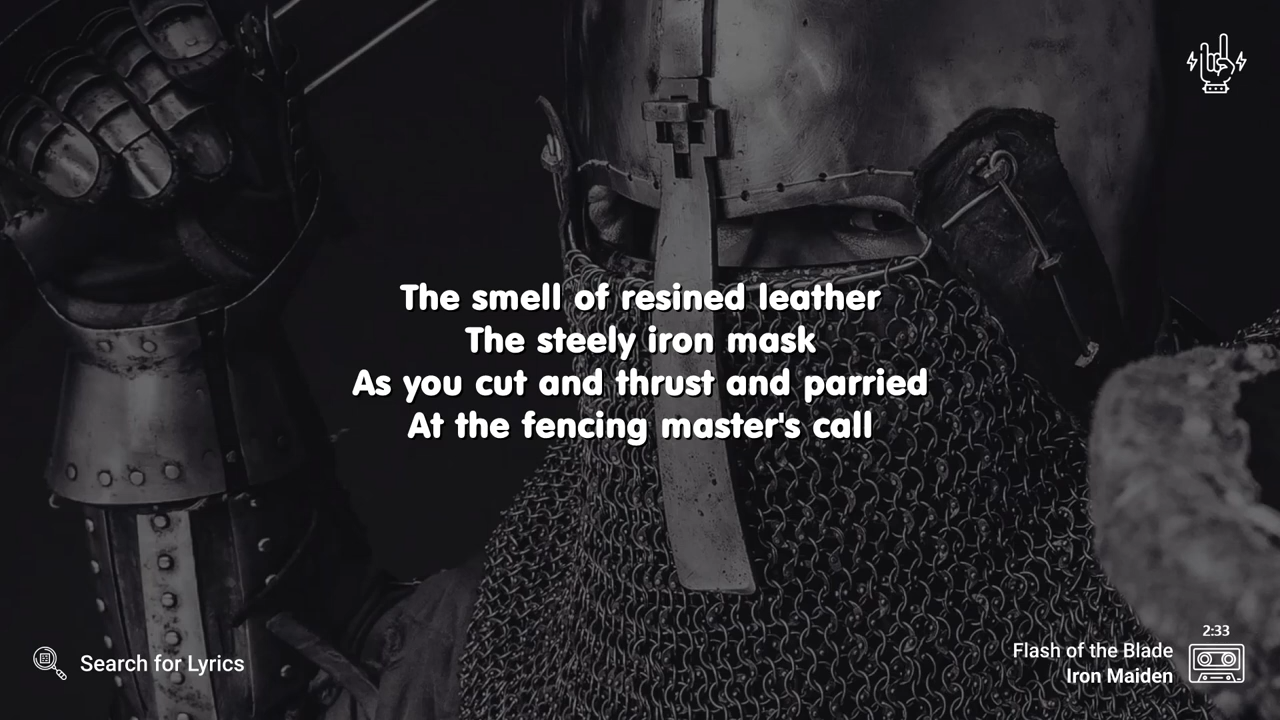 The smell of resined leather
The steely iron mask
As you cut and thrust and parried
At the fencing master's call
Search for Lyrics
2:33
Flash of the Blade
Iron Maiden